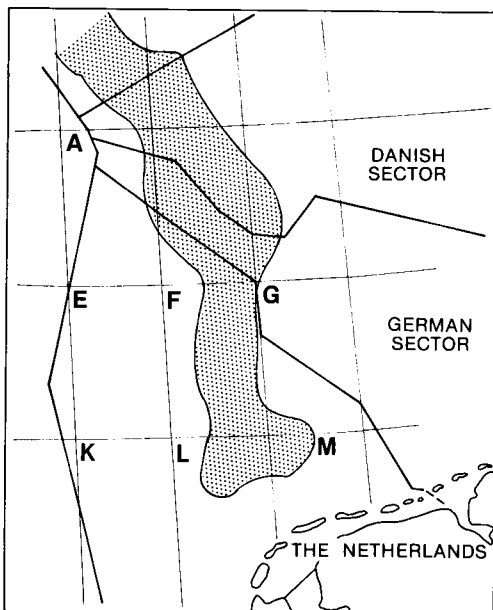 A
DANISH
SECTOR
E
F
G
GERMAN
SECTOR
K
L
M
THE NETHERLANDS